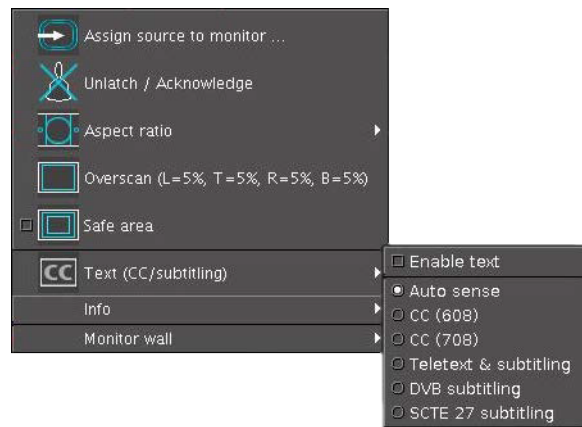 Assign source to monitor ...
Unlatch / Acknowledge
Aspect ratio
Overscan (L=5%, T=5%, R=5%, B=5%)
Safe area
CC Text (CC/subtitling)
Info
Monitor wall
Enable text
Auto sense
CC (608)
CC (708)
Teletext & subtitling
DVB subtitling
SCTE 27 subtitling